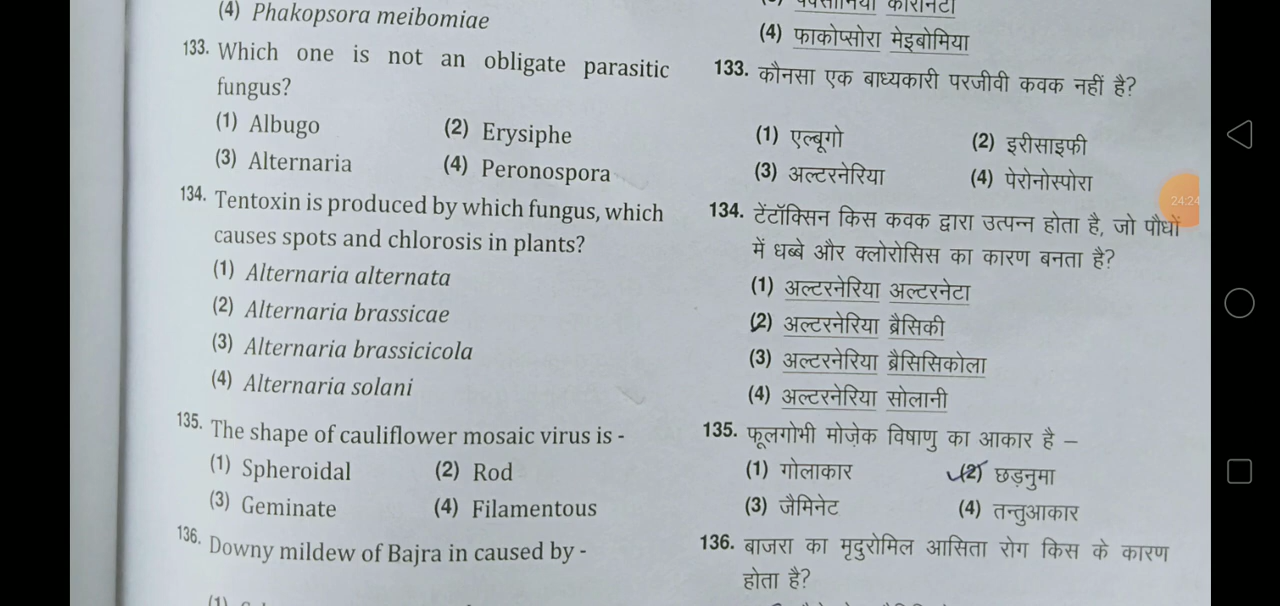 (4) Phakopsora meibomiae
133. Which one is not an obligate parasitic
fungus?
(1) Albugo (2) Erysiphe
(3) Alternaria (4) Peronospora
134. Tentoxin is produced by which fungus, which
causes spots and chlorosis in plants?
(1) Alternaria alternata
(2) Alternaria brassicae
(3) Alternaria brassicicola
(4) Alternaria solani
135. The shape of cauliflower mosaic virus is -
(1) Spheroidal (2) Rod
(3) Geminate (4) Filamentous
136. Downy mildew of Bajra in caused by -
(4) फाकोप्सोरा मेइबोमिया
133. कौनसा एक बाध्यकारी परजीवी कवक नहीं है?
(1) एल्बूगो (2) इरीसाइफी
(3) अल्टरनेरिया (4) पेरोनोस्पोरा
134. टेंटॉक्सिन किस कवक द्वारा उत्पन्न होता है, जो पौधों
में धब्बे और क्लोरोसिस का कारण बनता है?
(1) अल्टरनेरिया अल्टरनेटा
(2) अल्टरनेरिया ब्रैसिकी
(3) अल्टरनेरिया ब्रैसिसिकोला
(4) अल्टरनेरिया सोलानी
135. फूलगोभी मोज़ेक विषाणु का आकार है –
(1) गोलाकार (2) छड़नुमा
(3) जैमिनेट (4) तन्तुआकार
136. बाजरा का मृदुरोमिल आसिता रोग किस के कारण
होता है?
24:24